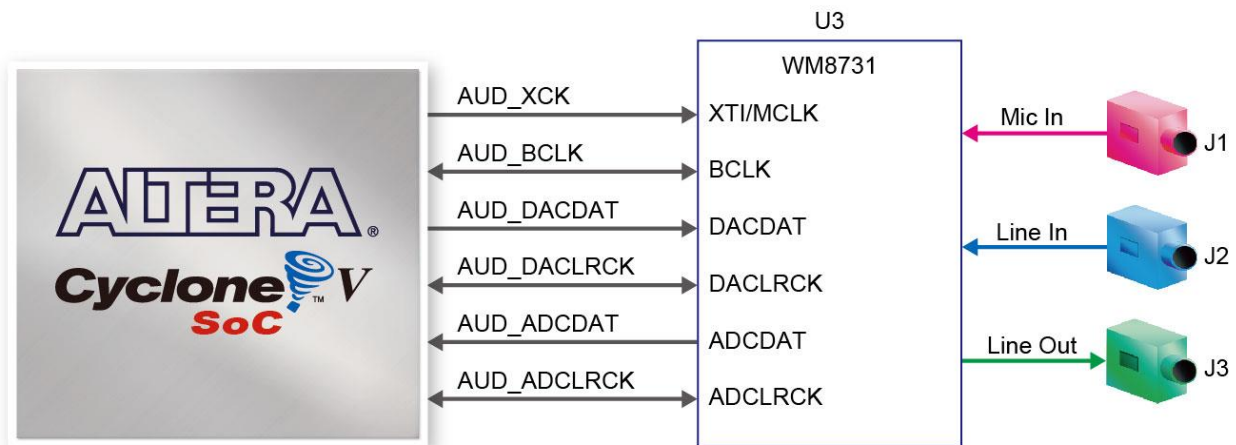 U3
WM8731
ALTERA®
Cyclone™ V
SoC
AUD_XCK
AUD_BCLK
AUD_DACDAT
AUD_DACLRCK
AUD_ADCDAT
AUD_ADCLRCK
XTI/MCLK
BCLK
DACDAT
DACLRCK
ADCDAT
ADCLRCK
Mic In
J1
Line In
J2
Line Out
J3